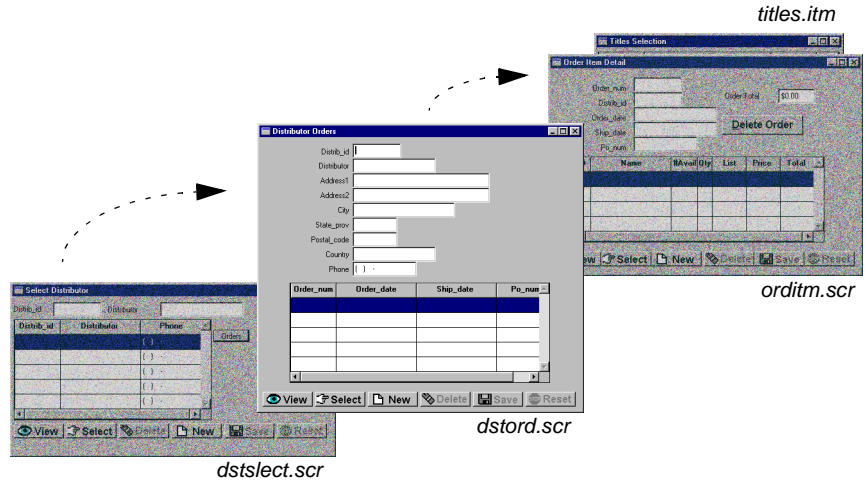 titles.itm
Titles Selection
Order Item Detail
Order_num
Distrib_id
Order_date
Ship_date
Po_num
Order Total $0.00
Delete Order
Name #Avail Qty List Price Total
Select New Delete Save Reset
orditm.scr
Distributor Orders
Distrib_id
Distributor
Address1
Address2
City
State_prov
Postal_code
Country
Phone ( ) -
Order_num Order_date Ship_date Po_num
View Select New Delete Save Reset
dstord.scr
Select Distributor
Distrib_id Distributor
Distrib_id Distributor Phone
Orders
( ) -
( ) -
( ) -
( ) -
( ) -
View Select Delete New Save Reset
dstslect.scr